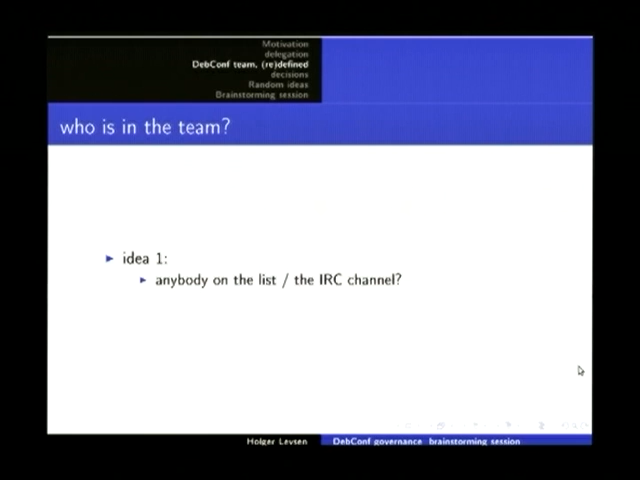 Motivation
delegation
DebConf team, (re)defined
decisions
Random ideas
Brainstorming session
who is in the team?
idea 1:
anybody on the list / the IRC channel?
Holger Levsen
DebConf governance brainstorming session